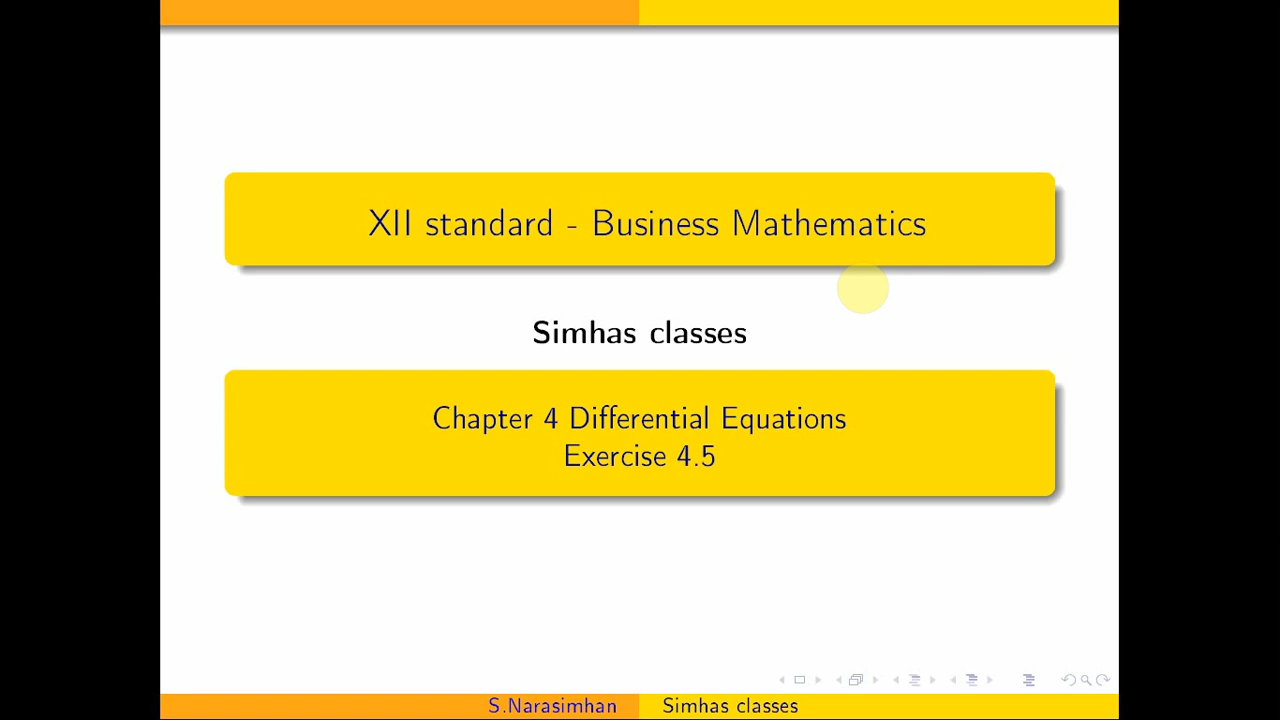 XII standard - Business Mathematics
Simhas classes
Chapter 4 Differential Equations
Exercise 4.5
S.Narasimhan
Simhas classes